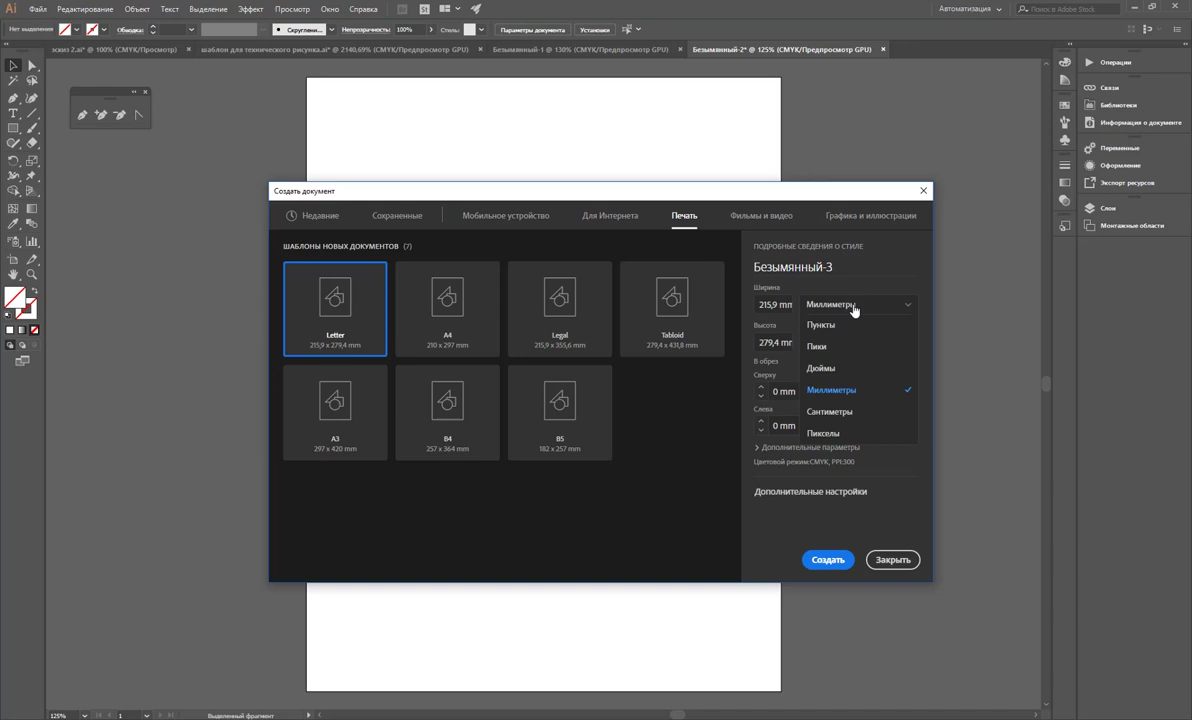 Ai Файл Редактирование Объект Текст Выделение Эффект Просмотр Окно Справка Br St Автоматизация Поиск в Adobe Stock
Нет выделения Обводка: Скруглени... Непрозрачность: 100% Стиль: Параметры документа Установки
эскиз 2.ai* @ 100% (CMYK/Просмотр) × шаблон для технического рисунка.ai* @ 2140,69% (CMYK/Предпросмотр GPU) × Безымянный-1 @ 130% (CMYK/Предпросмотр GPU) × Безымянный-2* @ 125% (CMYK/Предпросмотр GPU) ×
Операции
Связи
Библиотеки
Информация о документе
Переменные
Оформление
Экспорт ресурсов
Слои
Монтажные области
Создать документ
Недавние Сохраненные Мобильное устройство Для Интернета Печать Фильмы и видео Графика и иллюстрации
ШАБЛОНЫ НОВЫХ ДОКУМЕНТОВ (7)
Letter
215,9 x 279,4 mm
A4
210 x 297 mm
Legal
215,9 x 355,6 mm
Tabloid
279,4 x 431,8 mm
A3
297 x 420 mm
B4
257 x 364 mm
B5
182 x 257 mm
ПОДРОБНЫЕ СВЕДЕНИЯ О СТИЛЕ
Безымянный-3
Ширина
215,9 mm Миллиметры
Высота
279,4 mm
В обрез
Сверху
0 mm
Слева
0 mm
Пункты
Пики
Дюймы
Миллиметры
Сантиметры
Пикселы
Дополнительные параметры
Цветовой режим:CMYK, PPI:300
Дополнительные настройки
Создать Закрыть
125% 1 Выделенный фрагмент